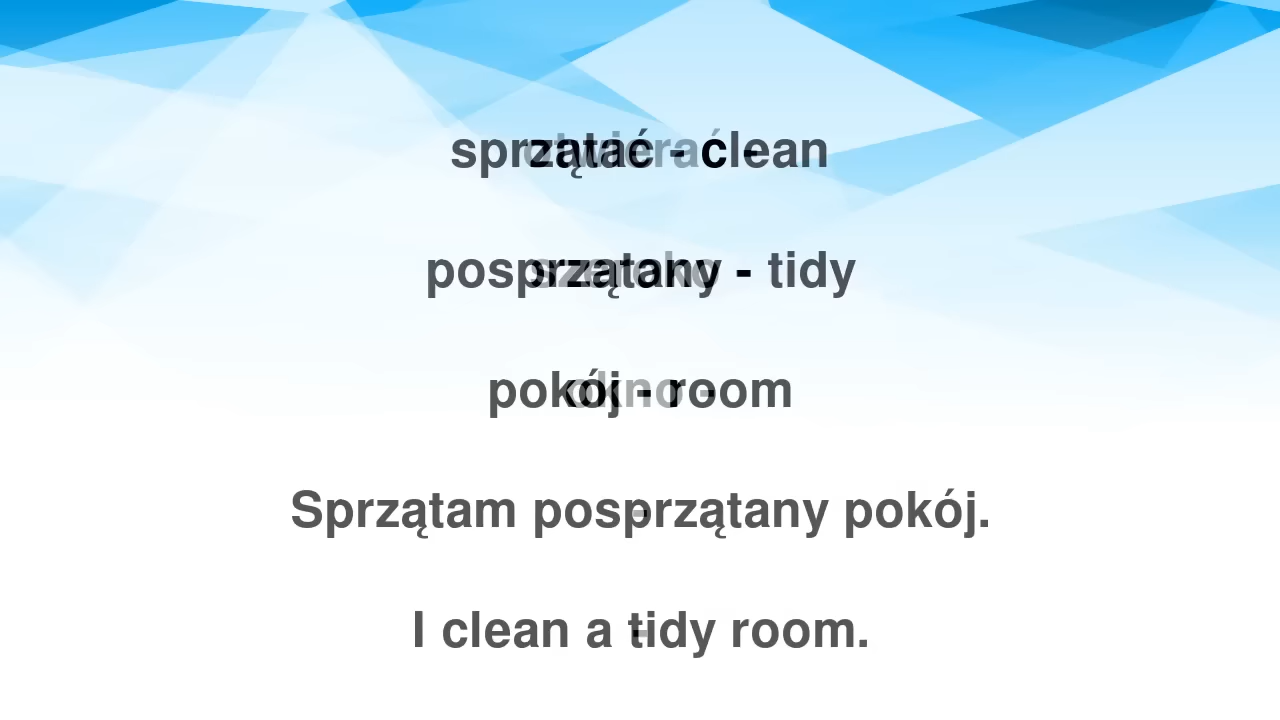 sprzątać - clean
posprzątany - tidy
pokój - room
Sprzątam posprzątany pokój.
I clean a tidy room.